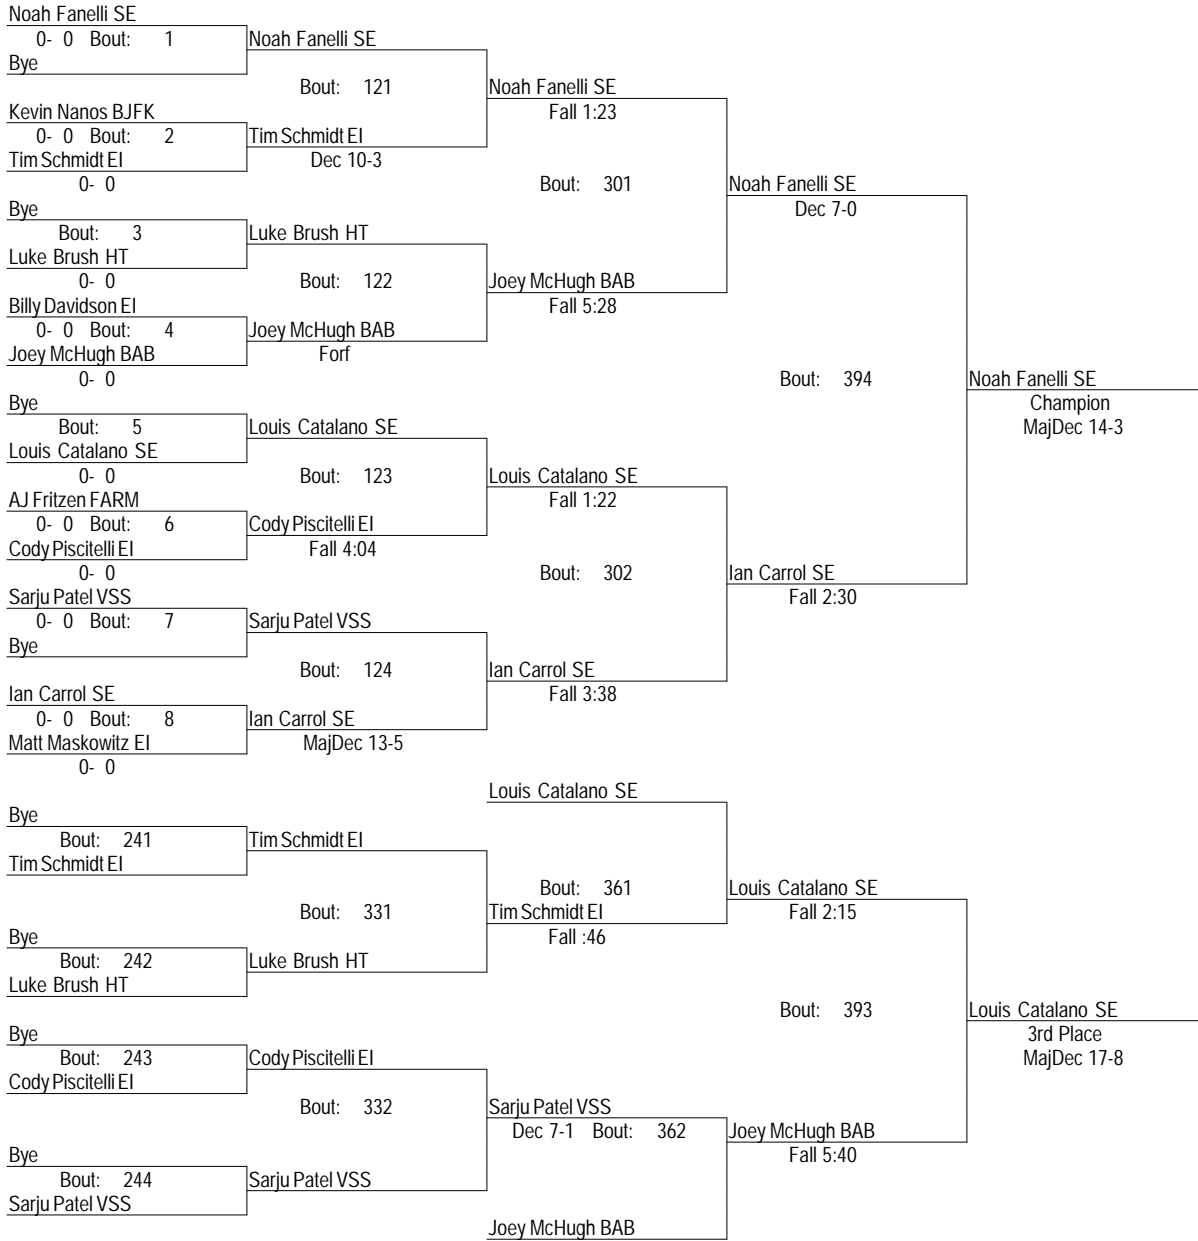 Noah Fanelli SE
0- 0 Bout: 1 Noah Fanelli SE
Bye
Bout: 121 Noah Fanelli SE
Kevin Nanos BJFK Fall 1:23
0- 0 Bout: 2 Tim Schmidt EI
Tim Schmidt EI Dec 10-3
0- 0 Bout: 301 Noah Fanelli SE
Bye Dec 7-0
Bout: 3 Luke Brush HT
Luke Brush HT
0- 0 Bout: 122 Joey McHugh BAB
Billy Davidson EI Fall 5:28
0- 0 Bout: 4 Joey McHugh BAB
Joey McHugh BAB Forf
0- 0 Bout: 394 Noah Fanelli SE
Bye Champion
Bout: 5 Louis Catalano SE MajDec 14-3
Louis Catalano SE
0- 0 Bout: 123 Louis Catalano SE
AJ Fritzen FARM Fall 1:22
0- 0 Bout: 6 Cody Piscitelli EI
Cody Piscitelli EI Fall 4:04
0- 0 Bout: 302 Ian Carrol SE
Sarju Patel VSS Fall 2:30
0- 0 Bout: 7 Sarju Patel VSS
Bye
Bout: 124 Ian Carrol SE
Ian Carrol SE Fall 3:38
0- 0 Bout: 8 Ian Carrol SE
Matt Maskowitz EI MajDec 13-5
0- 0
Louis Catalano SE
Bye
Bout: 241 Tim Schmidt EI
Tim Schmidt EI
Bout: 361 Louis Catalano SE
Bout: 331 Tim Schmidt EI Fall 2:15
Bye Fall :46
Bout: 242 Luke Brush HT
Luke Brush HT
Bout: 393 Louis Catalano SE
Bye 3rd Place
Bout: 243 Cody Piscitelli EI MajDec 17-8
Cody Piscitelli EI
Bout: 332 Sarju Patel VSS
Dec 7-1 Bout: 362 Joey McHugh BAB
Bye Fall 5:40
Bout: 244 Sarju Patel VSS
Sarju Patel VSS
Joey McHugh BAB